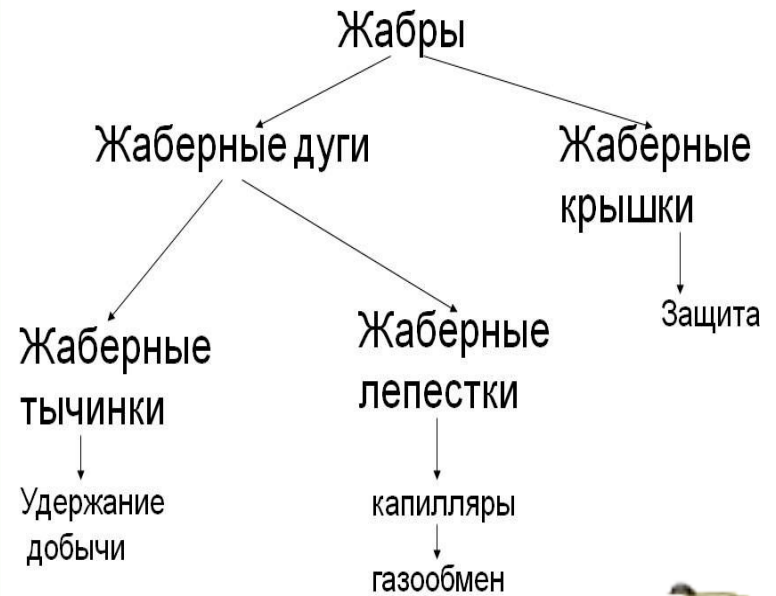 Жабры
Жаберные дуги
Жаберные
крышки
Защита
Жаберные
тычинки
Удержание
добычи
Жаберные
лепестки
капилляры
газообмен